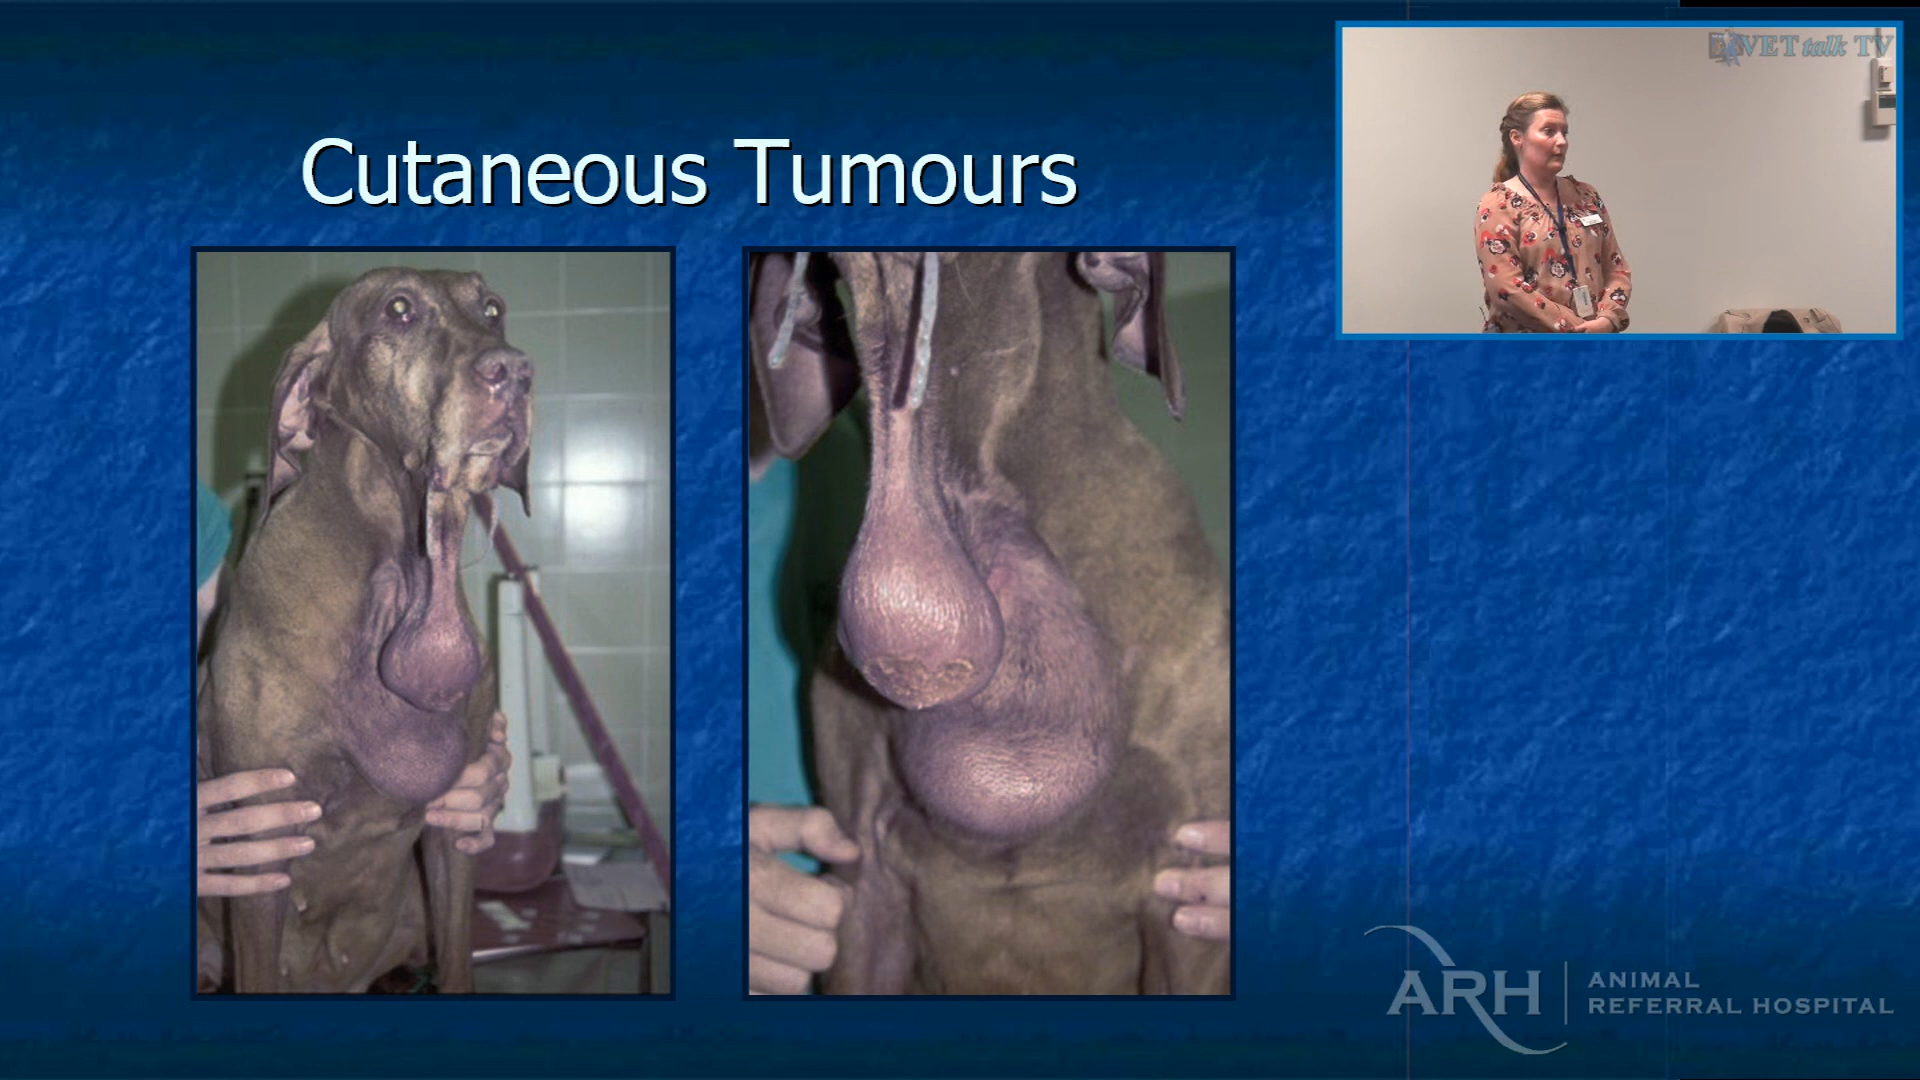 VET talk TV
Cutaneous Tumours
ARH
ANIMAL
REFERRAL HOSPITAL